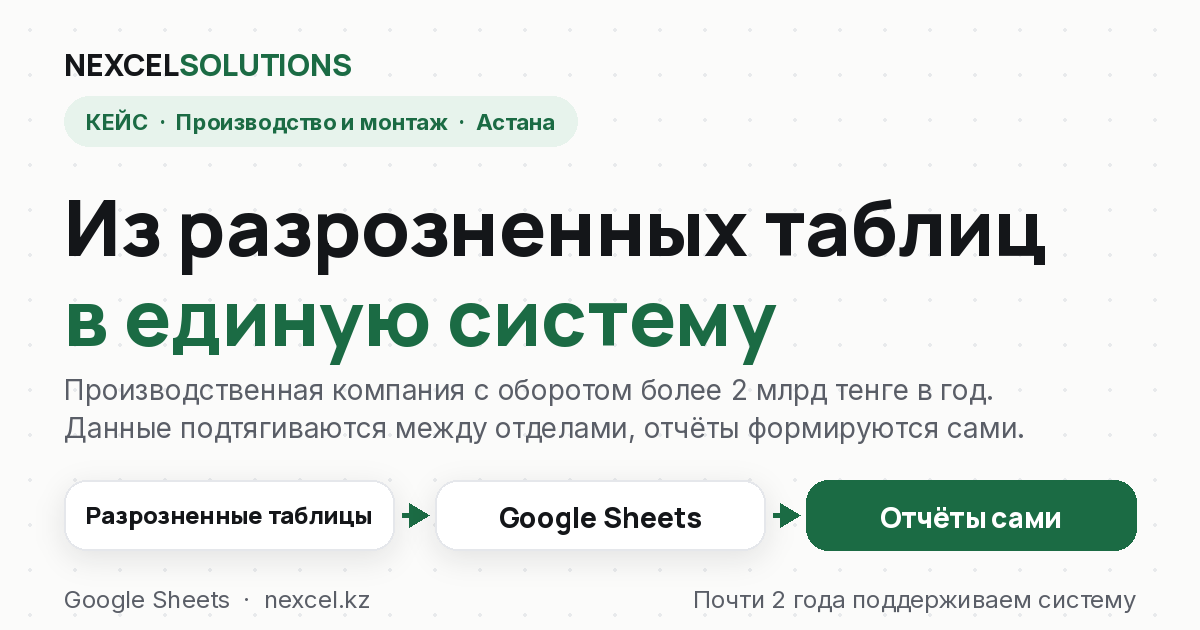 NEXCELSOLUTIONS
КЕЙС · Производство и монтаж · Астана
Из разрозненных таблиц
в единую систему
Производственная компания с оборотом более 2 млрд тенге в год.
Данные подтягиваются между отделами, отчёты формируются сами.
Разрозненные таблицы
Google Sheets
Отчёты сами
Google Sheets · nexcel.kz
Почти 2 года поддерживаем систему